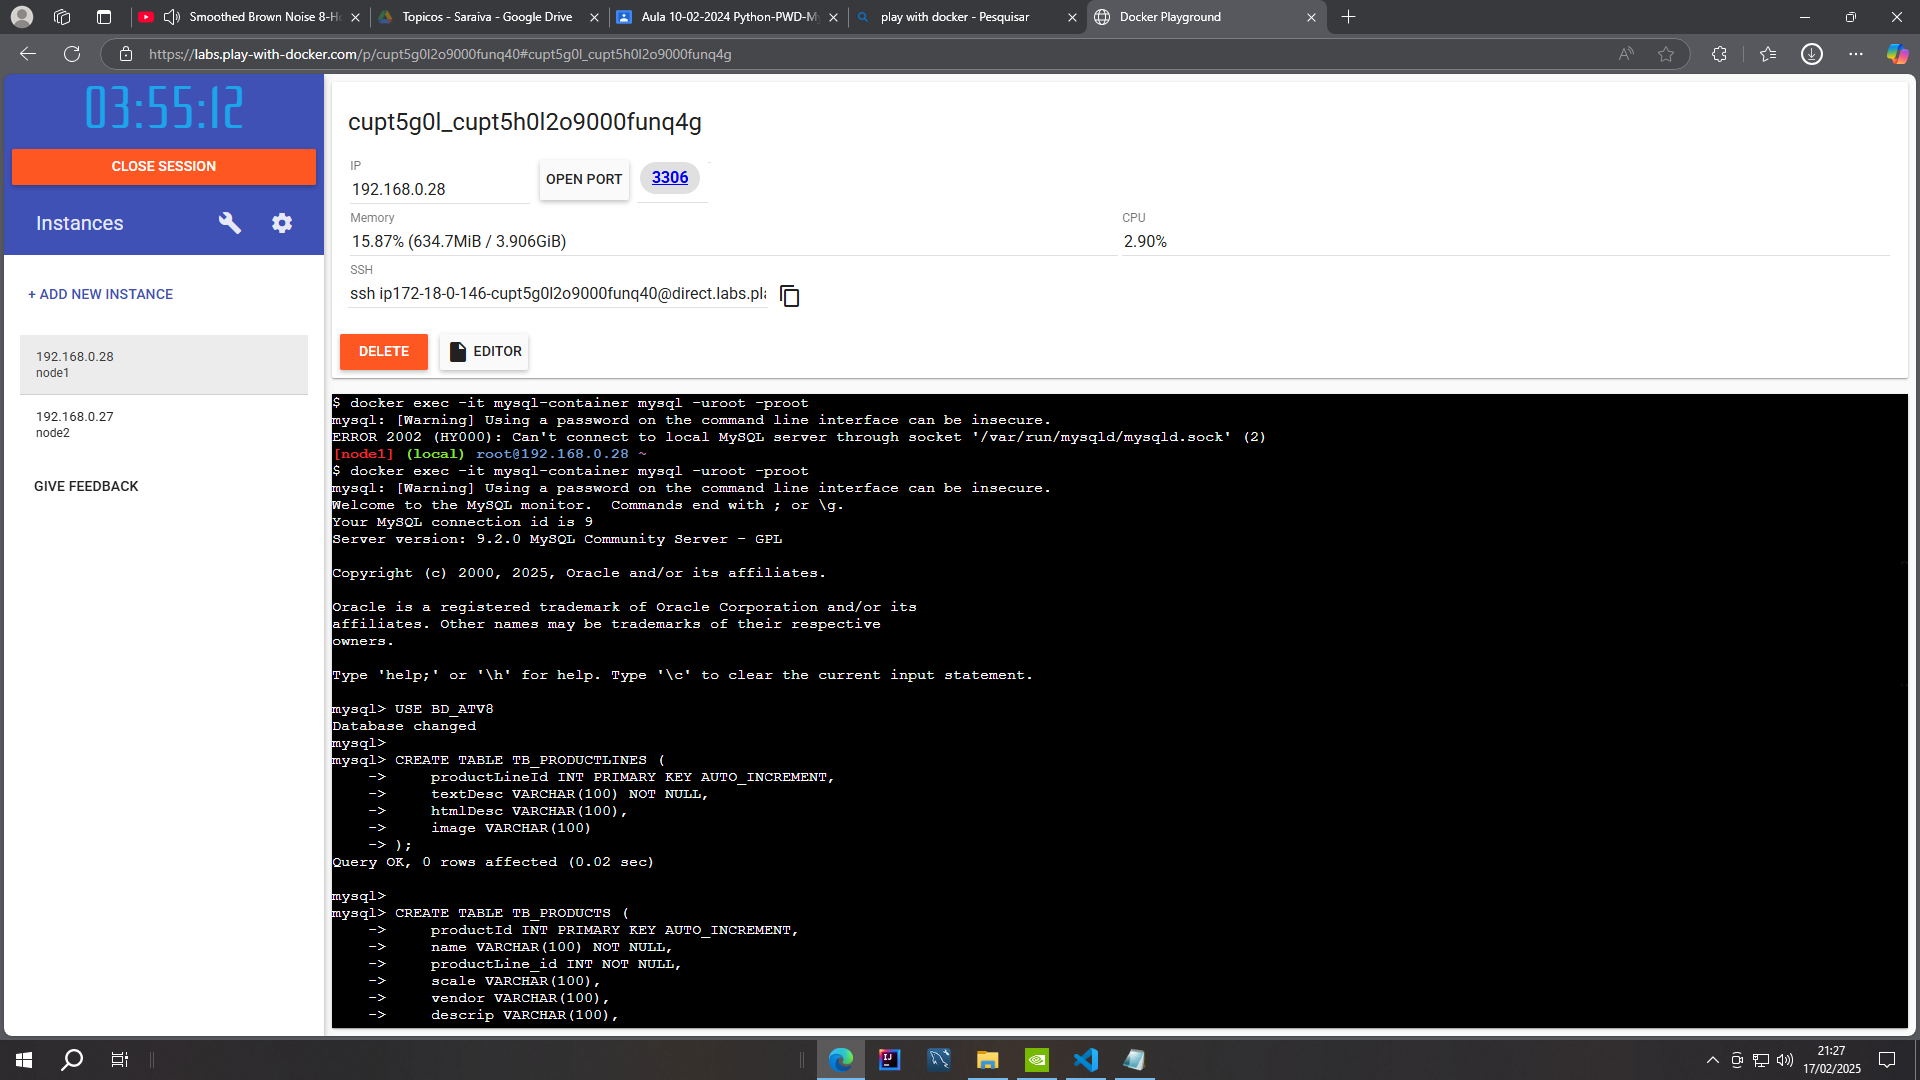 Smoothed Brown Noise 8-Ho
Topicos - Saraiva - Google Drive
Aula 10-02-2024 Python-PWD-My
play with docker - Pesquisar
Docker Playground
https://labs.play-with-docker.com/p/cupt5g0l2o9000funq40#cupt5g0l_cupt5h0l2o9000funq4g
03:55:12
CLOSE SESSION
Instances
+ ADD NEW INSTANCE
192.168.0.28
node1
192.168.0.27
node2
GIVE FEEDBACK
cupt5g0l_cupt5h0l2o9000funq4g
IP
192.168.0.28
OPEN PORT
3306
Memory
15.87% (634.7MiB / 3.906GiB)
CPU
2.90%
SSH
ssh ip172-18-0-146-cupt5g0l2o9000funq40@direct.labs.pla
DELETE
EDITOR
$ docker exec -it mysql-container mysql -uroot -proot
mysql: [Warning] Using a password on the command line interface can be insecure.
ERROR 2002 (HY000): Can't connect to local MySQL server through socket '/var/run/mysqld/mysqld.sock' (2)
[node1] (local) root@192.168.0.28 ~
$ docker exec -it mysql-container mysql -uroot -proot
mysql: [Warning] Using a password on the command line interface can be insecure.
Welcome to the MySQL monitor.  Commands end with ; or \g.
Your MySQL connection id is 9
Server version: 9.2.0 MySQL Community Server - GPL
Copyright (c) 2000, 2025, Oracle and/or its affiliates.
Oracle is a registered trademark of Oracle Corporation and/or its
affiliates. Other names may be trademarks of their respective
owners.
Type 'help;' or '\h' for help. Type '\c' to clear the current input statement.
mysql> USE BD_ATV8
Database changed
mysql>
mysql> CREATE TABLE TB_PRODUCTLINES (
    ->     productLineId INT PRIMARY KEY AUTO_INCREMENT,
    ->     textDesc VARCHAR(100) NOT NULL,
    ->     htmlDesc VARCHAR(100),
    ->     image VARCHAR(100)
    -> );
Query OK, 0 rows affected (0.02 sec)
mysql>
mysql> CREATE TABLE TB_PRODUCTS (
    ->     productId INT PRIMARY KEY AUTO_INCREMENT,
    ->     name VARCHAR(100) NOT NULL,
    ->     productLine_id INT NOT NULL,
    ->     scale VARCHAR(100),
    ->     vendor VARCHAR(100),
    ->     descrip VARCHAR(100),
21:27
17/02/2025